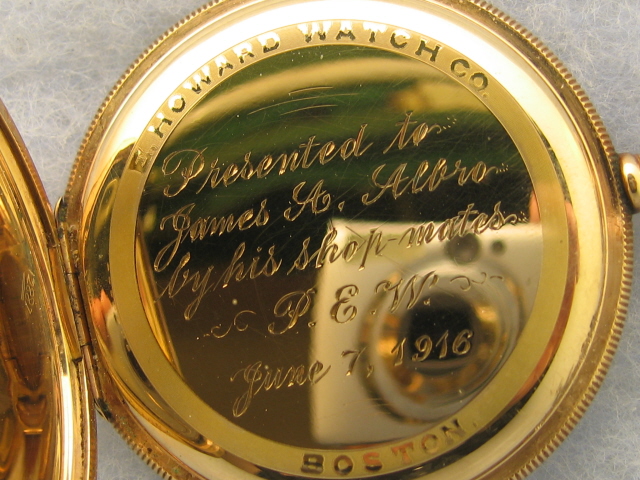 E. HOWARD WATCH CO.
Presented to
James A. Albro
by his shop-mates
P. E. W.
June 7, 1916
BOSTON